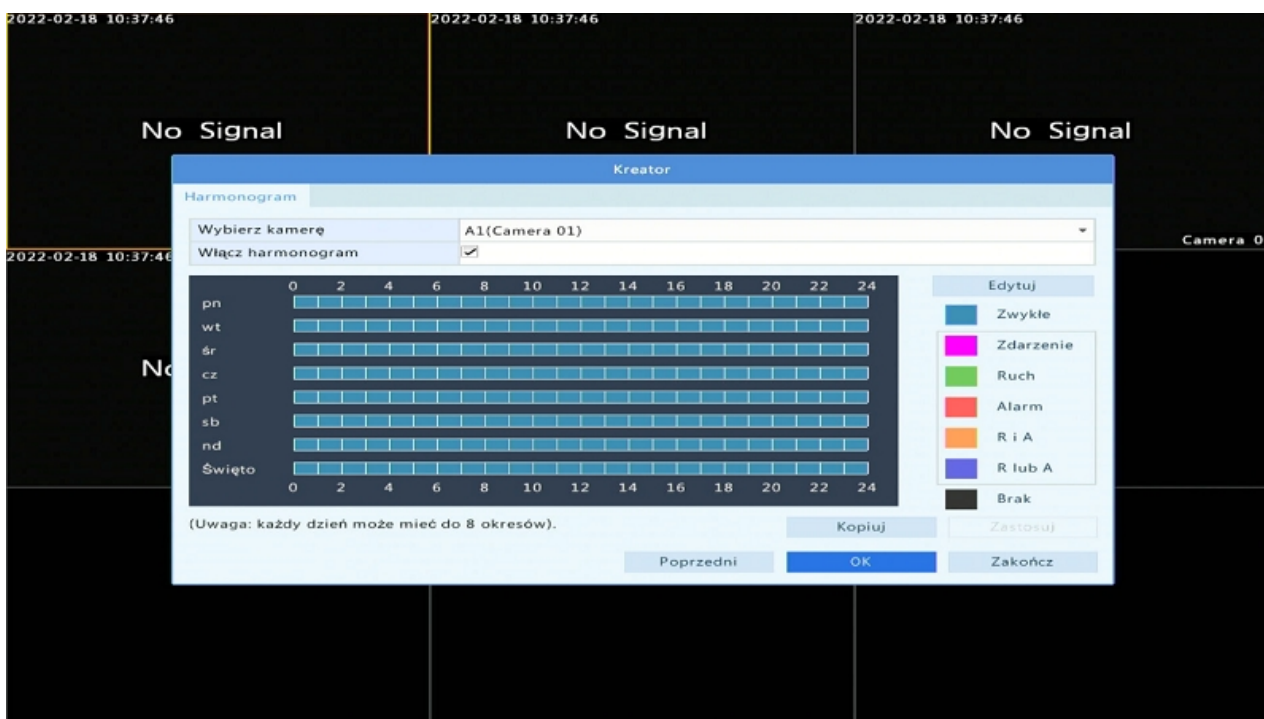 2022-02-18 10:37:46
2022-02-18 10:37:46
2022-02-18 10:37:46
No Signal
No Signal
No Signal
Kreator
Harmonogram
Wybierz kamerę A1(Camera 01)
Włącz harmonogram
Camera 0
2022-02-18 10:37:46
0 2 4 6 8 10 12 14 16 18 20 22 24
Edytuj
pn
Zwykłe
wt
śr
Zdarzenie
No
cz
Ruch
pt
Alarm
sb
nd
R i A
Święto
R lub A
0 2 4 6 8 10 12 14 16 18 20 22 24
Brak
(Uwaga: każdy dzień może mieć do 8 okresów).
Kopiuj
Zastosuj
Poprzedni
OK
Zakończ